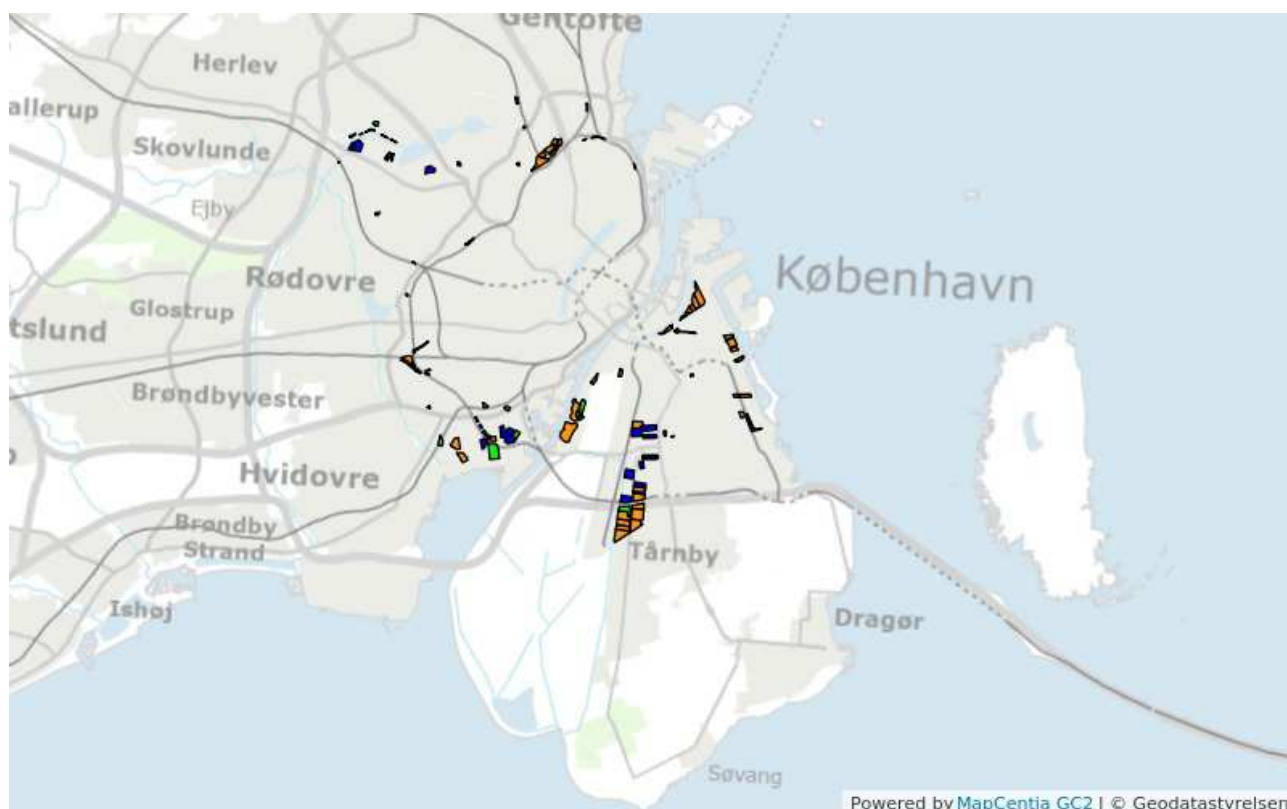 Gentofte
Herlev
allerup
Skovlunde
Ejby
København
Rødovre
Glostrup
tslund
Brøndbyvester
Hvidovre
Brøndby
Strand
Tårnby
Ishøj
Dragør
Søvang
Powered by MapCentia GC2 | © Geodatastyrelsen